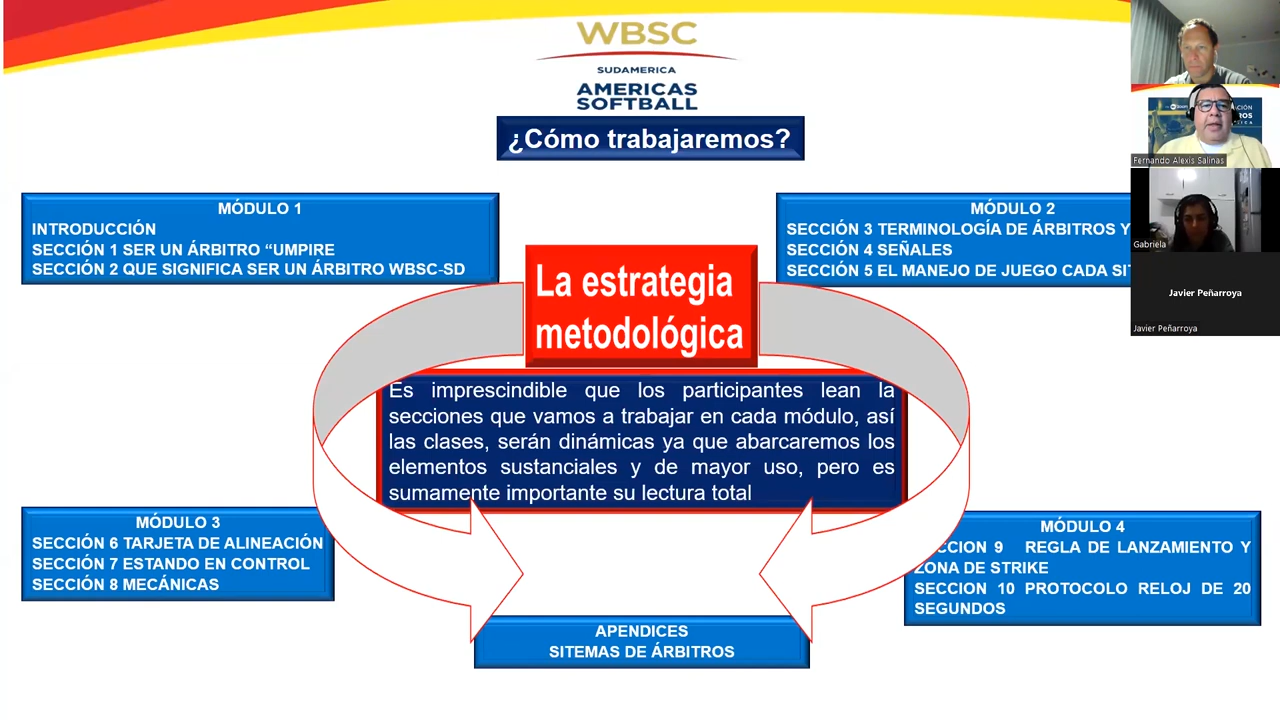 WBSC
SUDAMERICA
AMERICAS
SOFTBALL
¿Cómo trabajaremos?
MÓDULO 1
INTRODUCCIÓN
SECCIÓN 1 SER UN ÁRBITRO “UMPIRE
SECCIÓN 2 QUE SIGNIFICA SER UN ÁRBITRO WBSC-SD
MÓDULO 2
SECCIÓN 3 TERMINOLOGÍA DE ÁRBITROS Y
SECCIÓN 4 SEÑALES
SECCIÓN 5 EL MANEJO DE JUEGO CADA
La estrategia
metodológica
Es imprescindible que los participantes lean la
secciones que vamos a trabajar en cada módulo, así
las clases, serán dinámicas ya que abarcaremos los
elementos sustanciales y de mayor uso, pero es
sumamente importante su lectura total
MÓDULO 3
SECCIÓN 6 TARJETA DE ALINEACIÓN
SECCIÓN 7 ESTANDO EN CONTROL
SECCIÓN 8 MECÁNICAS
MÓDULO 4
CCION 9 REGLA DE LANZAMIENTO Y
ZONA DE STRIKE
SECCION 10 PROTOCOLO RELOJ DE 20
SEGUNDOS
APENDICES
SITEMAS DE ÁRBITROS
Fernando Alexis Salinas
Gabriela
Javier Peñarroya
Javier Peñarroya